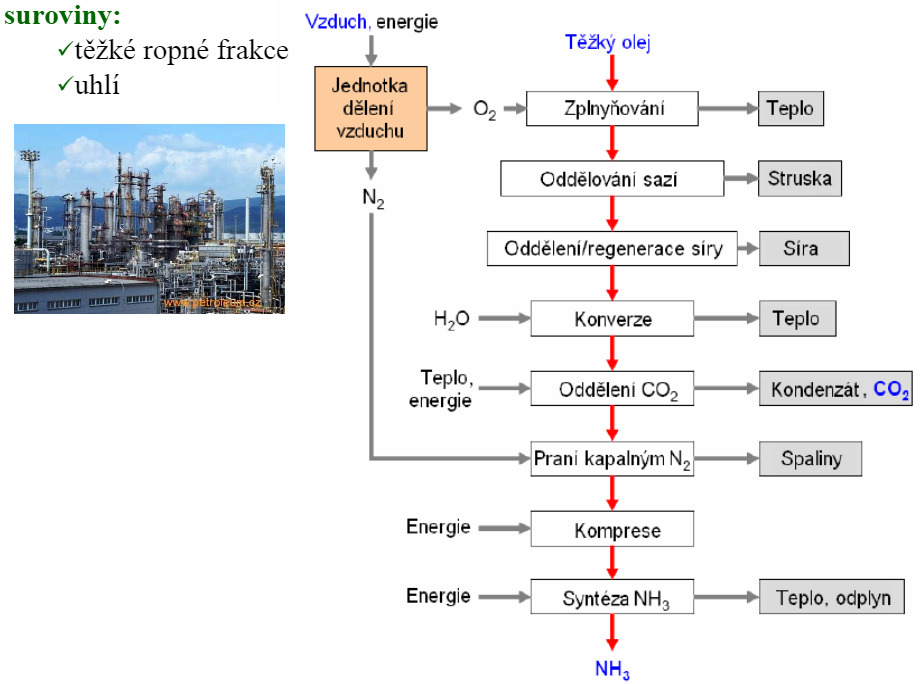 suroviny:
✓těžké ropné frakce
✓uhlí
www.petroleum.cz
Vzduch, energie
Těžký olej
Jednotka
dělení
vzduchu
O₂
Zplnyňování
Teplo
N₂
Oddělování sazí
Struska
Oddělení/regenerace síry
Síra
H₂O
Konverze
Teplo
Teplo,
energie
Oddělení CO₂
Kondenzát, CO₂
Praní kapalným N₂
Spaliny
Energie
Komprese
Energie
Syntéza NH₃
Teplo, odplyn
NH₃